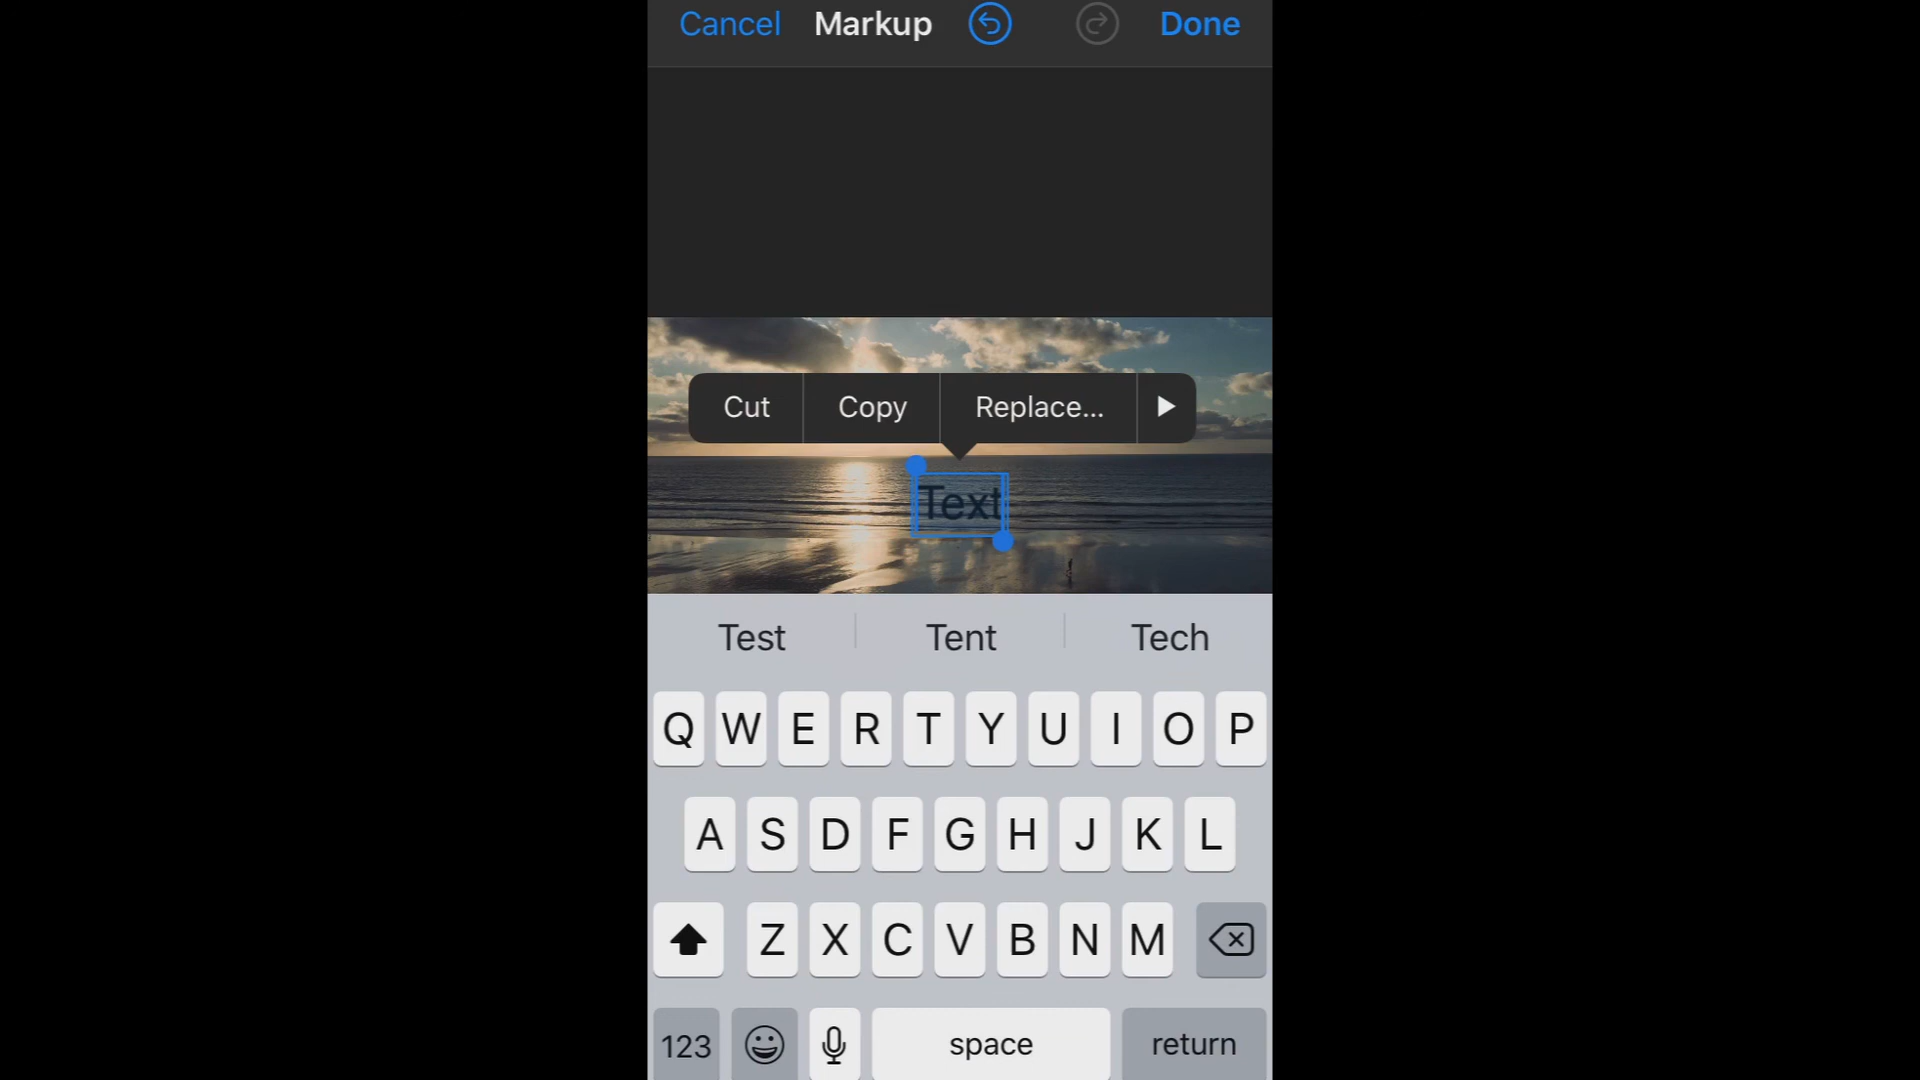 Cancel Markup Done
Cut Copy Replace...
Text
Test Tent Tech
Q W E R T Y U I O P
A S D F G H J K L
Z X C V B N M
123 space return